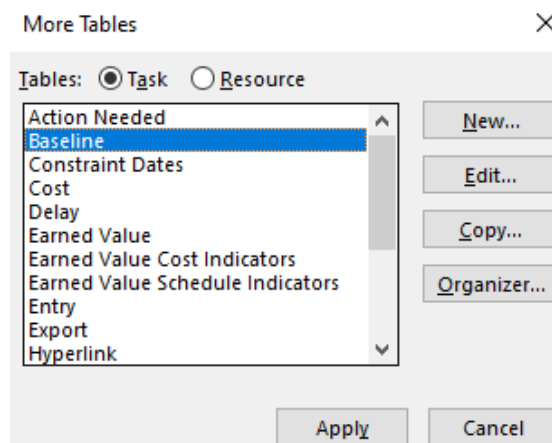 More Tables
Tables: Task Resource
Action Needed
Baseline
Constraint Dates
Cost
Delay
Earned Value
Earned Value Cost Indicators
Earned Value Schedule Indicators
Entry
Export
Hyperlink
New...
Edit...
Copy...
Organizer...
Apply Cancel